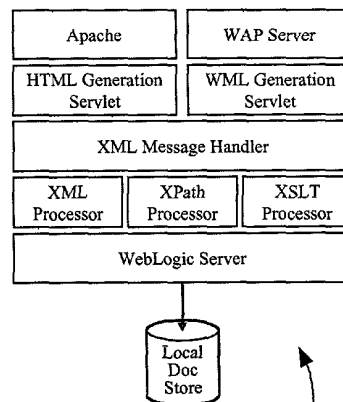 Apache
WAP Server
HTML Generation
Servlet
WML Generation
Servlet
XML Message Handler
XML
Processor
XPath
Processor
XSLT
Processor
WebLogic Server
Local
Doc
Store